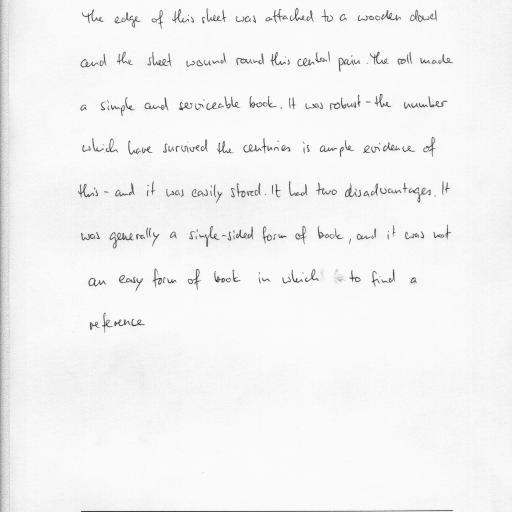 The edge of this sheet was attached to a wooden dowel
and the sheet wound round this central pain. The roll made
a simple and serviceable book. It was robust - the number
which have survived the centuries is ample evidence of
this - and it was easily stored. It had two disadvantages. It
was generally a single-sided form of book, and it was not
an easy form of book in which to find a
reference